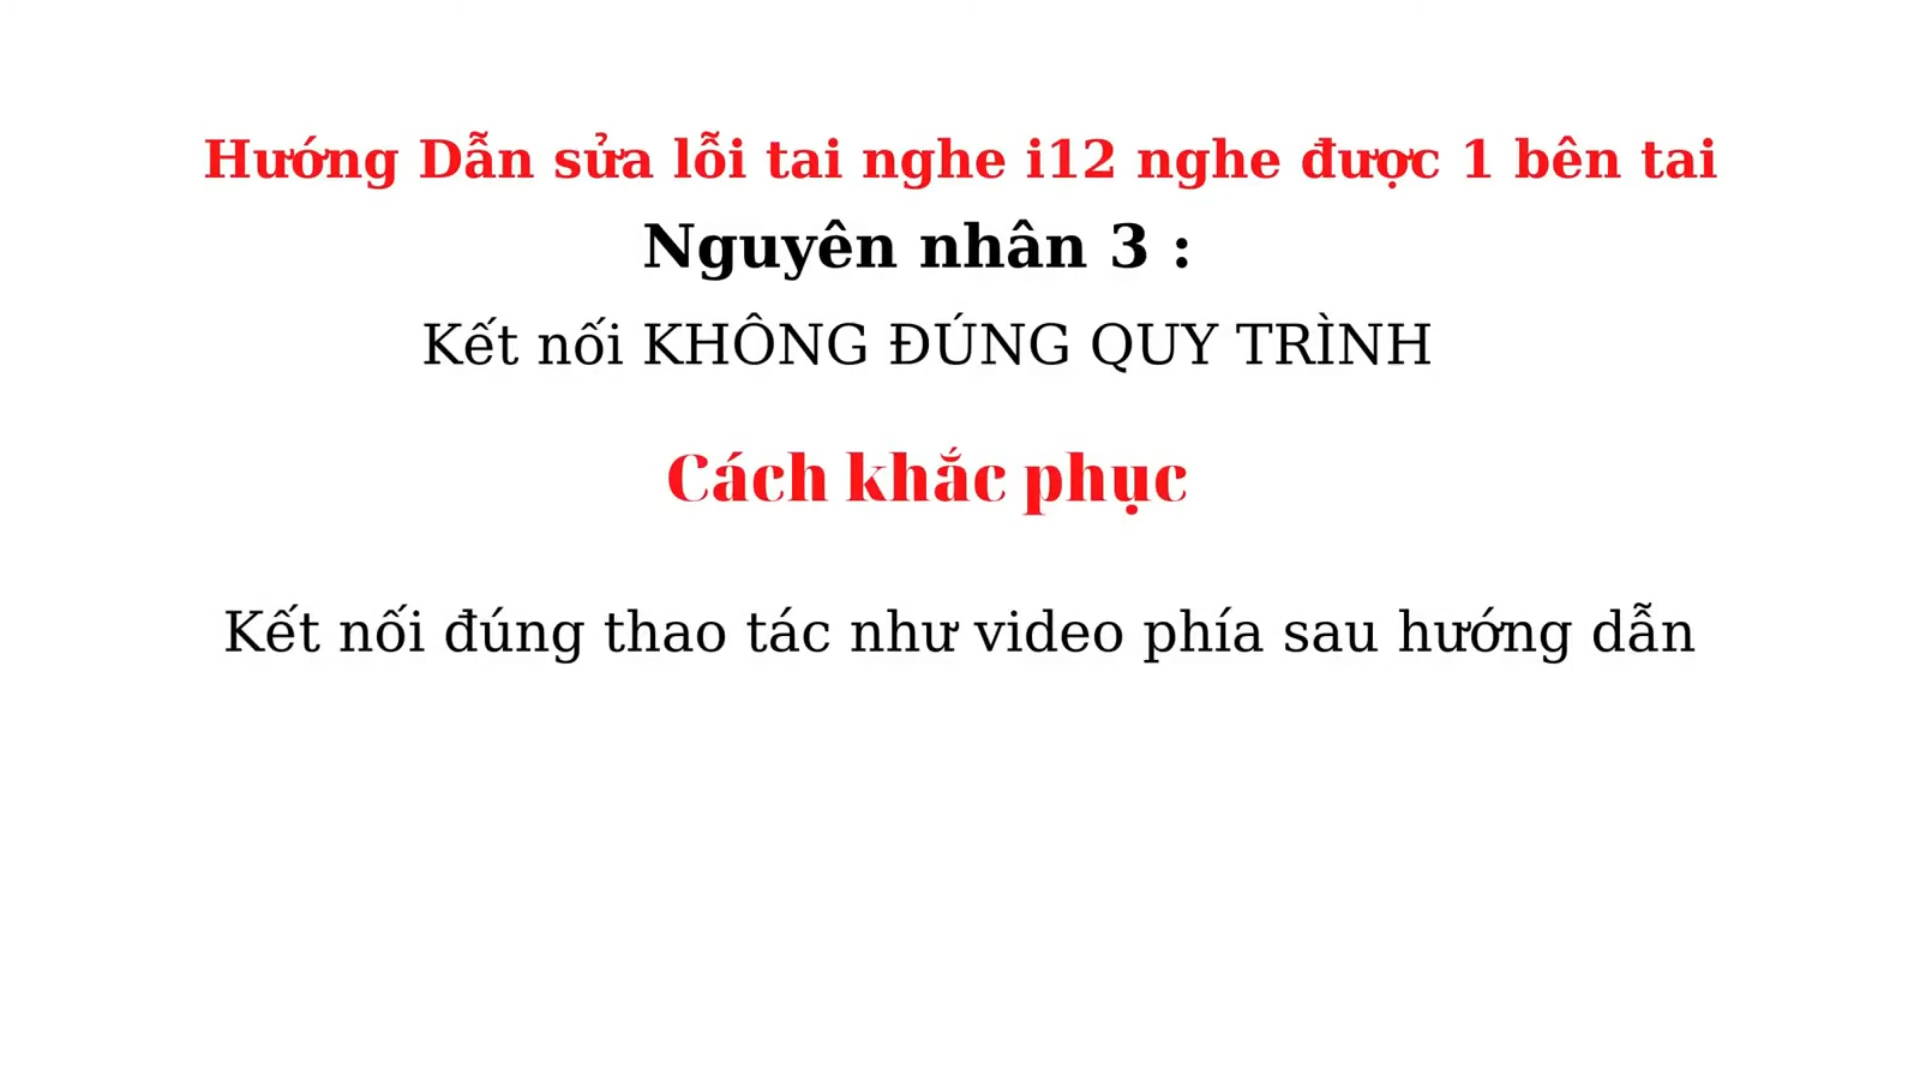 Hướng Dẫn sửa lỗi tai nghe i12 nghe được 1 bên tai
Nguyên nhân 3 :
Kết nối KHÔNG ĐÚNG QUY TRÌNH
Cách khắc phục
Kết nối đúng thao tác như video phía sau hướng dẫn